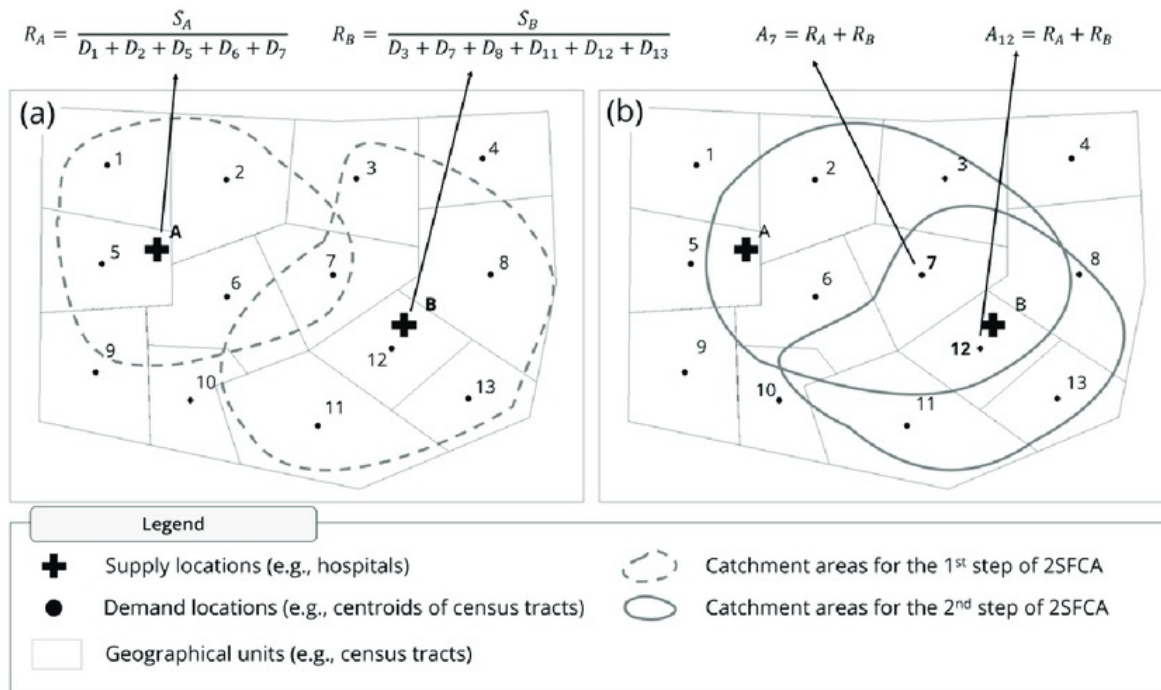 R_A = S_A / (D_1 + D_2 + D_5 + D_6 + D_7)
R_B = S_B / (D_3 + D_7 + D_8 + D_11 + D_12 + D_13)
A_7 = R_A + R_B
A_12 = R_A + R_B
(a)
1
2
3
4
A
5
6
7
8
B
9
10
11
12
13
(b)
1
2
3
4
A
5
6
7
8
B
9
10
11
12
13
Legend
Supply locations (e.g., hospitals)
Demand locations (e.g., centroids of census tracts)
Geographical units (e.g., census tracts)
Catchment areas for the 1st step of 2SFCA
Catchment areas for the 2nd step of 2SFCA